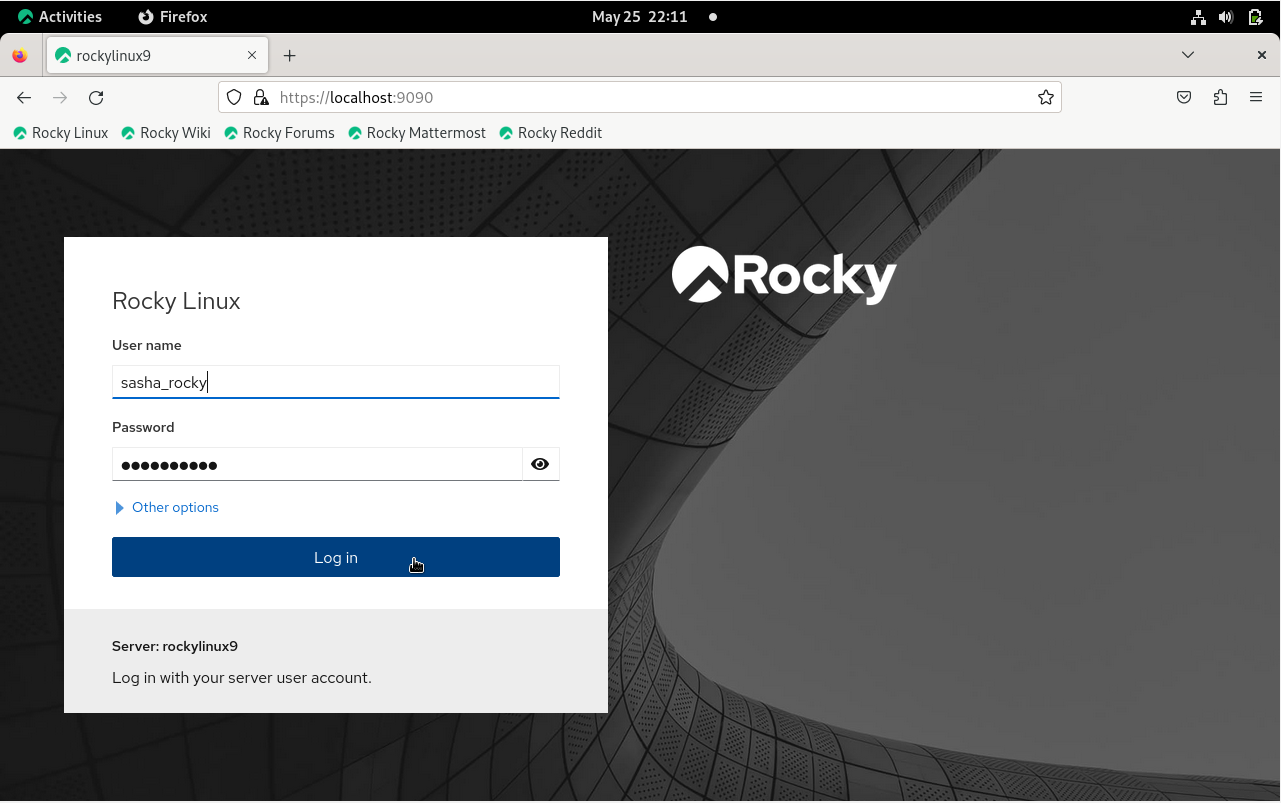 Activities Firefox May 25 22:11
rockylinux9
https://localhost:9090
Rocky Linux Rocky Wiki Rocky Forums Rocky Mattermost Rocky Reddit
Rocky
Rocky Linux
User name
sasha_rocky
Password
Other options
Log in
Server: rockylinux9
Log in with your server user account.